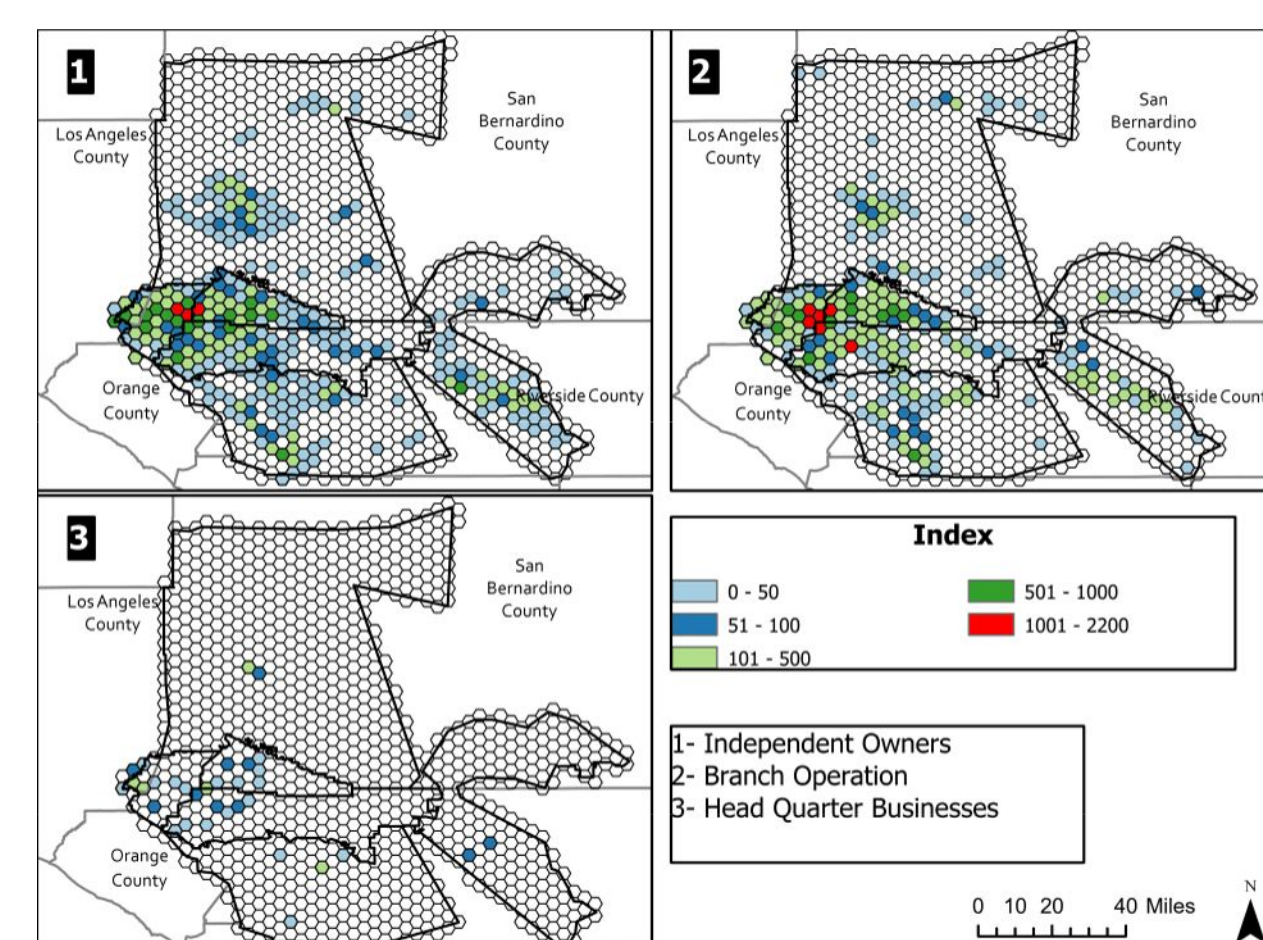 1
San
Bernardino
County
Los Angeles
County
Orange
County
Riverside County
2
San
Bernardino
County
Los Angeles
County
Orange
County
Riverside Count
3
San
Bernardino
County
Los Angeles
County
Orange
County
Index
0 - 50
51 - 100
101 - 500
501 - 1000
1001 - 2200
1- Independent Owners
2- Branch Operation
3- Head Quarter Businesses
0 10 20 40 Miles
N